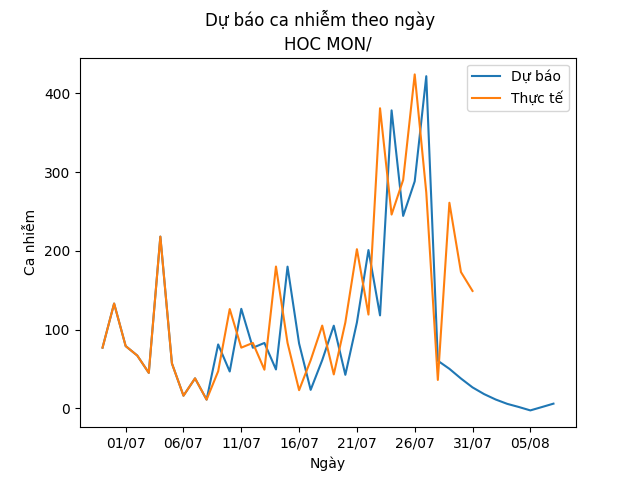 Dự báo ca nhiễm theo ngày
HOC MON/
Dự báo
Thực tế
Ca nhiễm
400
300
200
100
0
01/07 06/07 11/07 16/07 21/07 26/07 31/07 05/08
Ngày